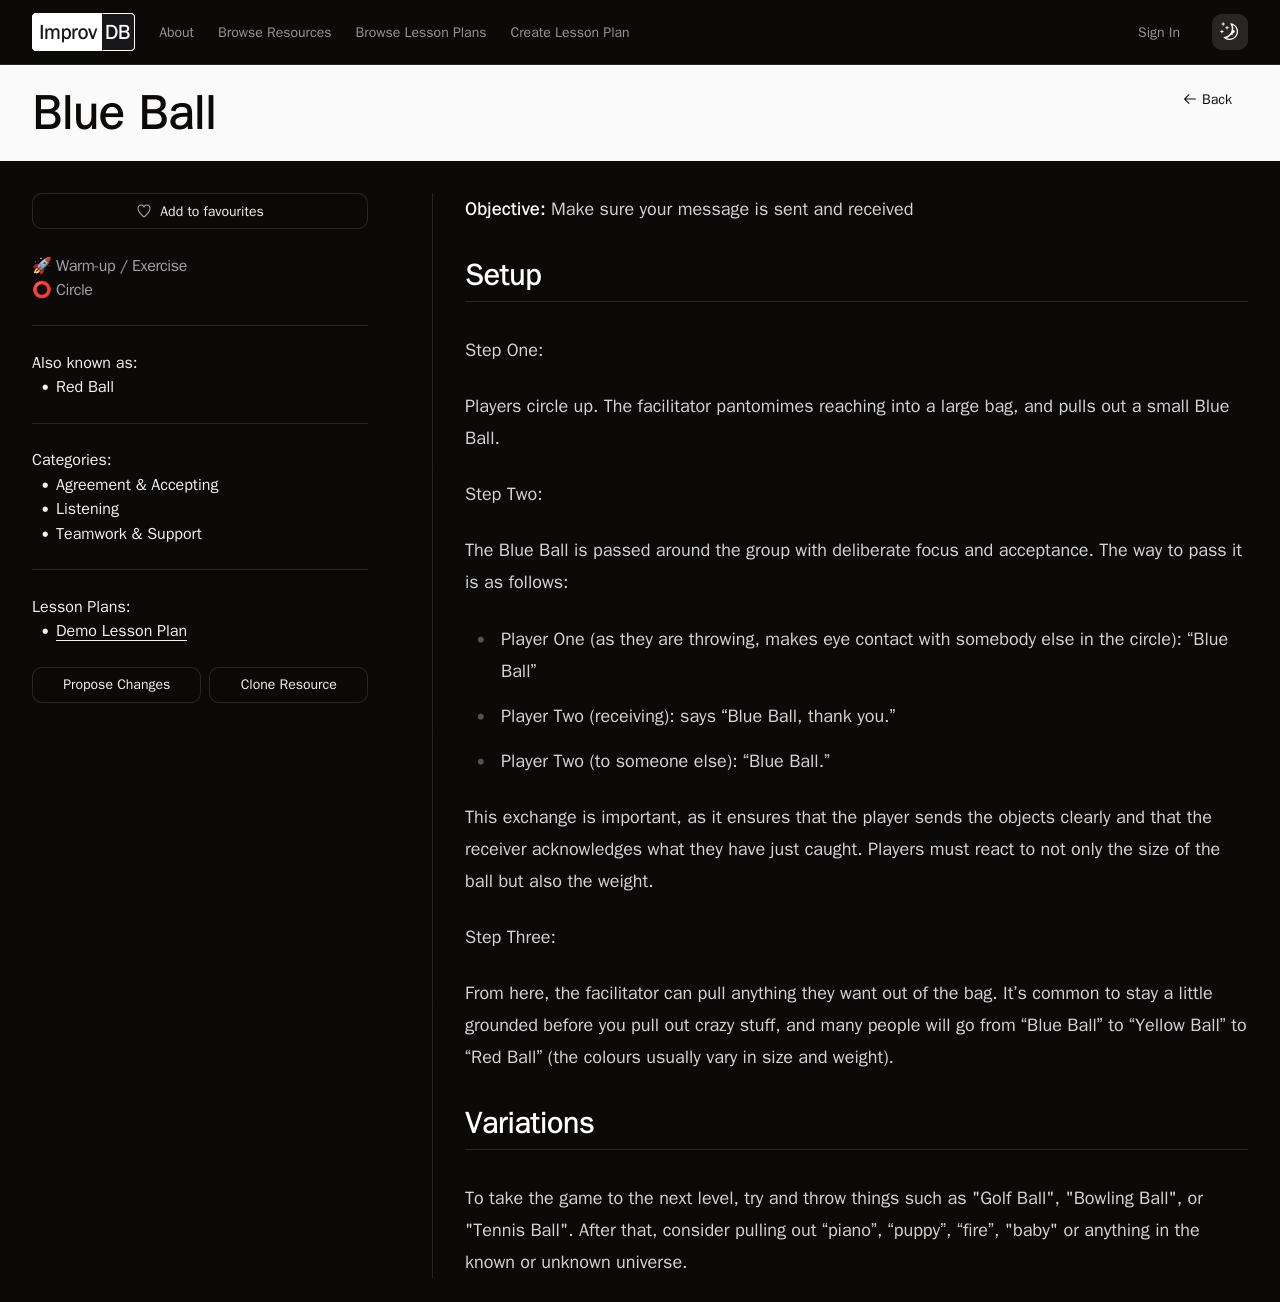 Improv DB About Browse Resources Browse Lesson Plans Create Lesson Plan Sign In
Blue Ball
← Back
♡ Add to favourites
🚀 Warm-up / Exercise
⭕ Circle
Also known as:
• Red Ball
Categories:
• Agreement & Accepting
• Listening
• Teamwork & Support
Lesson Plans:
• Demo Lesson Plan
Propose Changes Clone Resource
Objective: Make sure your message is sent and received
Setup
Step One:
Players circle up. The facilitator pantomimes reaching into a large bag, and pulls out a small Blue
Ball.
Step Two:
The Blue Ball is passed around the group with deliberate focus and acceptance. The way to pass it
is as follows:
• Player One (as they are throwing, makes eye contact with somebody else in the circle): “Blue
Ball”
• Player Two (receiving): says “Blue Ball, thank you.”
• Player Two (to someone else): “Blue Ball.”
This exchange is important, as it ensures that the player sends the objects clearly and that the
receiver acknowledges what they have just caught. Players must react to not only the size of the
ball but also the weight.
Step Three:
From here, the facilitator can pull anything they want out of the bag. It’s common to stay a little
grounded before you pull out crazy stuff, and many people will go from “Blue Ball” to “Yellow Ball” to
“Red Ball” (the colours usually vary in size and weight).
Variations
To take the game to the next level, try and throw things such as "Golf Ball", "Bowling Ball", or
"Tennis Ball". After that, consider pulling out “piano”, “puppy”, “fire”, "baby" or anything in the
known or unknown universe.